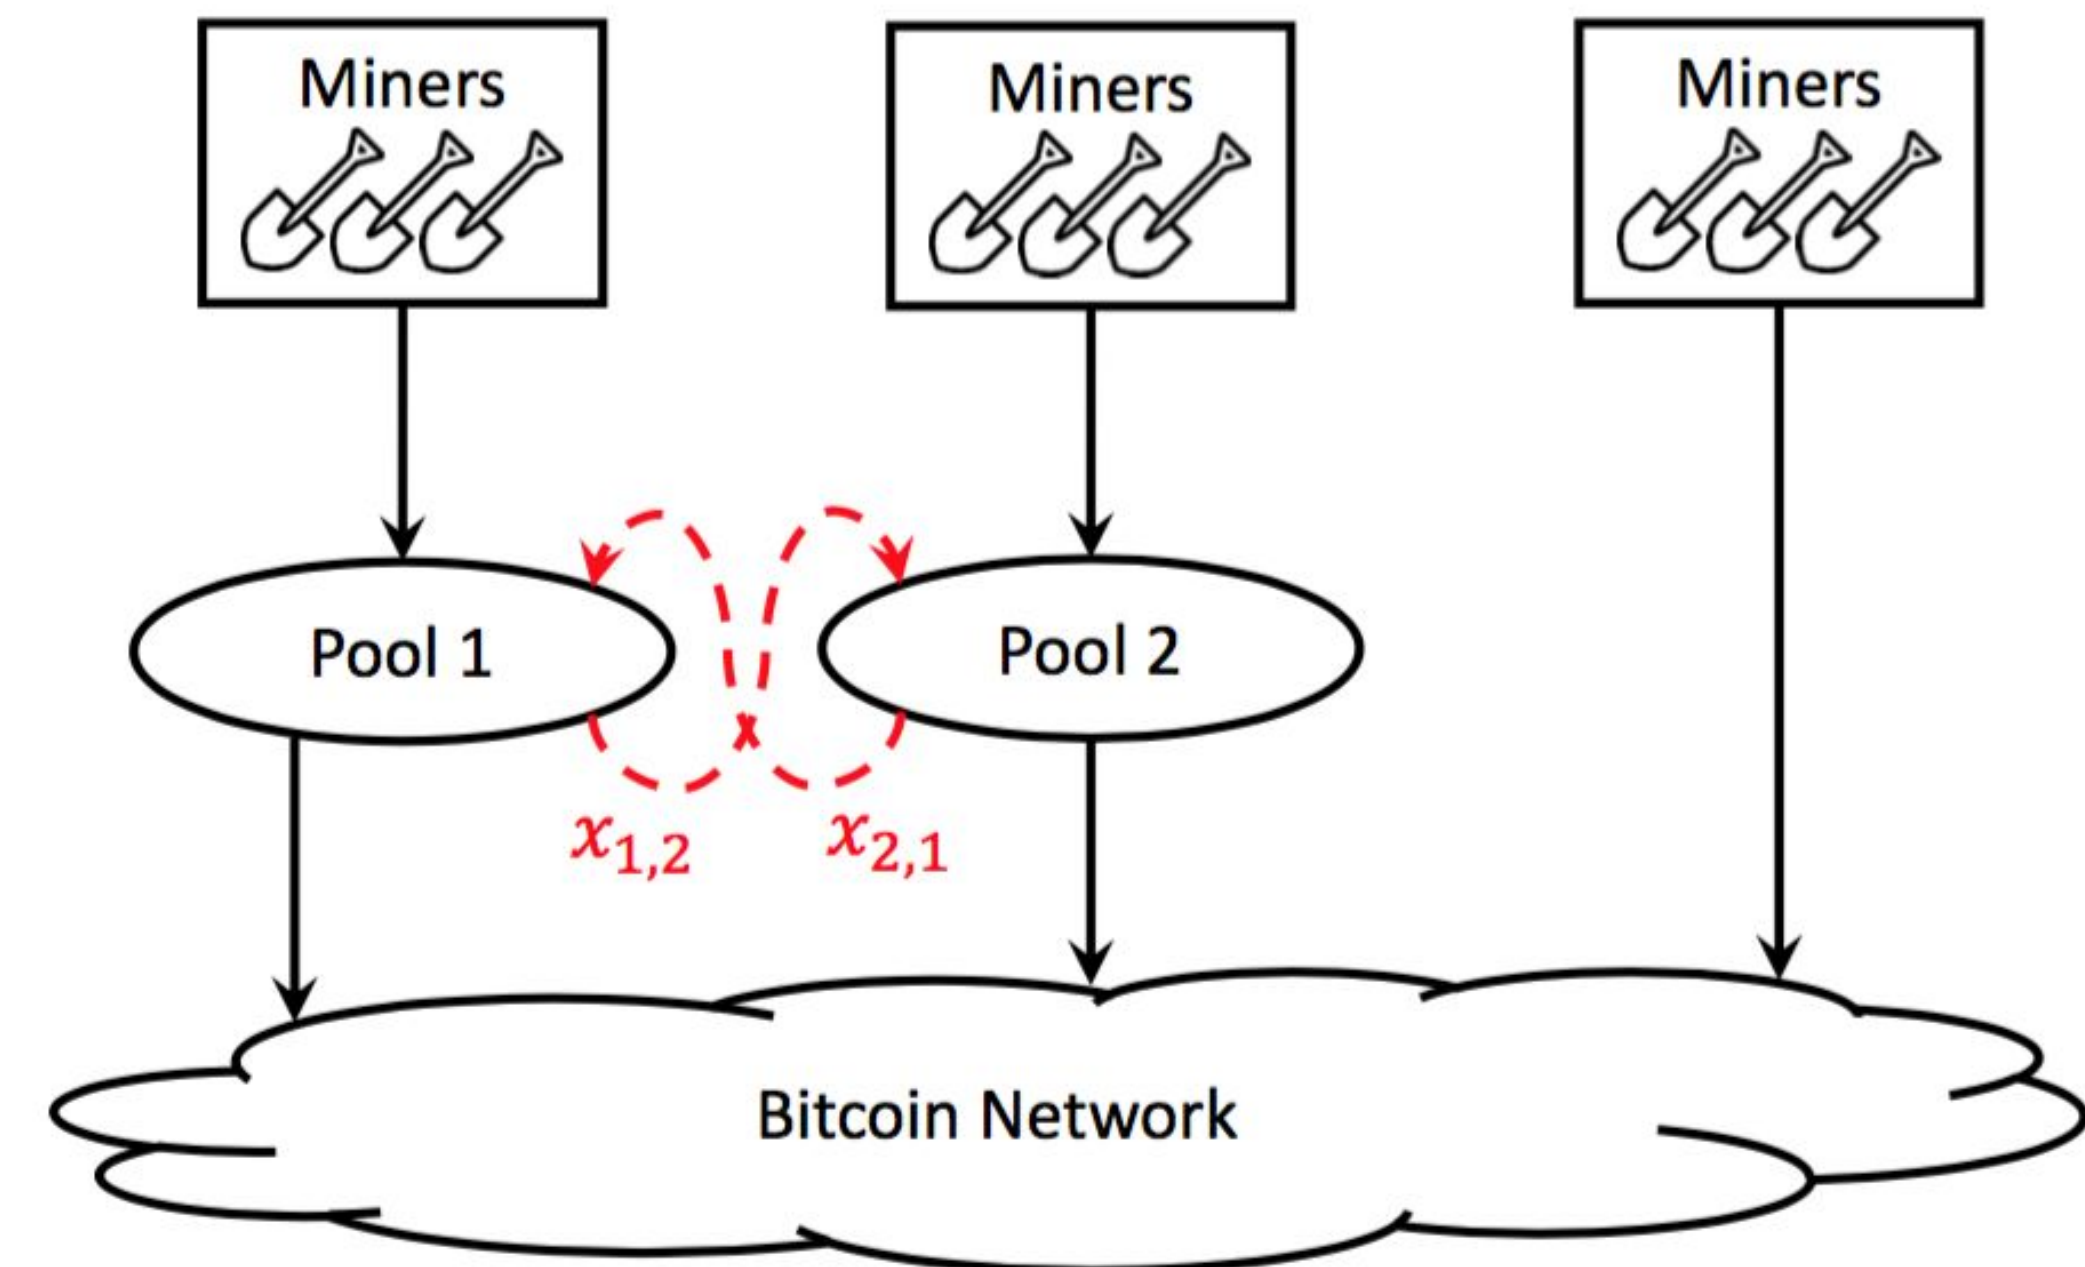 Miners
Miners
Miners
Pool 1
Pool 2
x1,2
x2,1
Bitcoin Network